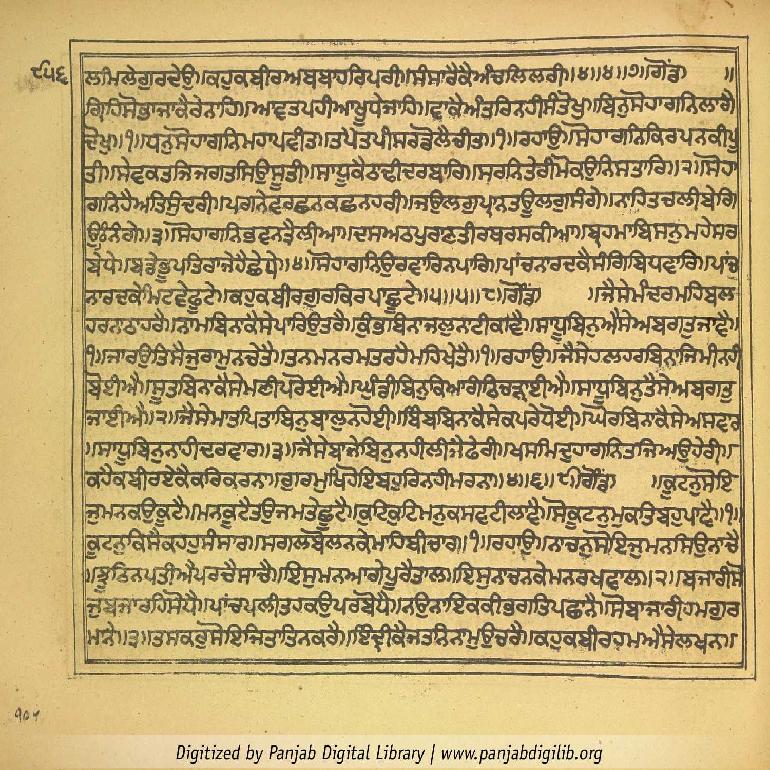 ੮੫੬ ਲੀਮਿਲੇਗੁਰਦੇਉ॥ਕਹੁਕਬੀਰਅਬਬਾਹਰਿਪਰੀ॥ਸੰਸਾਰੈਕੈਅੰਚਲਿਲਰੀ॥੪॥੪॥੭॥ਗੌਂਡ॥
ਗ੍ਰਿਹਿਸੋਭਾਜਾਕੈਰੇਨਾਹਿ॥ਆਵਤਪਹੀਆਖੂਧੇਜਾਹਿ॥ਵਾਕੈਅੰਤਰਿਨਹੀਸੰਤੋਖੁ॥ਬਿਨੁਸੋਹਾਗਨਿਲਾਗੈ
ਦੋਖੁ॥੧॥ਧਨੁਸੋਹਾਗਨਿਮਹਾਪਵੀਤ॥ਤਪੇਤਪੀਸਰਡੋਲੈਚੀਤ॥੧॥ਰਹਾਉ॥ਸੋਹਾਗਨਿਕਿਰਪਨਕੀਪੂ
ਤੀ॥ਸੇਵਕਤਜਿਜਗਤਸਿਉਸੂਤੀ॥ਸਾਧੂਕੈਠਾਢੀਦਰਬਾਰਿ॥ਸਰਨਿਤੇਰੀਮੋਕਉਨਿਸਤਾਰਿ॥੨॥ਸੋਹਾ
ਗਨਿਹੈਅਤਿਸੁੰਦਰੀ॥ਪਗਨੇਵਰਛਨਕਛਨਹਰੀ॥ਜਉਲਗੁਪ੍ਰਾਨਤਊਲਗੁਸੰਗੇ॥ਨਾਹਿਤਚਲੀਬੇਗਿ
ਉਠਿਨੰਗੇ॥੩॥ਸੋਹਾਗਨਿਭਵਨਤ੍ਰੈਲੀਆ॥ਦਸਅਠਪੁਰਾਣਤੀਰਥਰਸਕੀਆ॥ਬ੍ਰਹਮਾਬਿਸਨੁਮਹੇਸਰ
ਬੇਧੇ॥ਬਡੇਭੂਪਤਿਰਾਜੇਹੈਛੇਧੇ॥੪॥ਸੋਹਾਗਨਿਉਰਵਾਰਿਨਪਾਰਿ॥ਪਾਂਚਨਾਰਦਕੈਸੰਗਿਬਿਧਵਾਰਿ॥ਪਾਂਚ
ਨਾਰਦਕੇਮਿਟਵੇਫੂਟੇ॥ਕਹੁਕਬੀਰਗੁਰਕਿਰਪਾਛੂਟੇ॥੫॥੫॥੮॥ਗੌਂਡ॥ਜੈਸੇਮੰਦਰਮਹਿਬਲ
ਹਰਨਾਠਾਹਰੈ॥ਨਾਮਬਿਨਾਕੈਸੇਪਾਰਿਉਤਰੈ॥ਕੁੰਭਬਿਨਾਜਲੁਨਾਟੀਕਾਵੈ॥ਸਾਧੂਬਿਨੁਐਸੇਅਬਗਤੁਜਾਵੈ॥
੧॥ਜਾਰਉਤਿਸੈਜੁਰਾਮੁਨਚੇਤੈ॥ਤਨਮਨਰਮਤਰਹੈਮਹਿਖੇਤੈ॥੧॥ਰਹਾਉ॥ਜੈਸੇਹਲਹਰਬਿਨਾਜਿਮੀਨਹੀ
ਬੋਈਐ॥ਸੂਤਬਿਨਾਕੈਸੇਮਣੀਪਰੋਈਐ॥ਘੁੰਡੀਬਿਨੁਕਿਆਗੰਠਿਚੜ੍ਹਾਈਐ॥ਸਾਧੂਬਿਨੁਤੈਸੇਅਬਗਤੁ
ਜਾਈਐ॥੨॥ਜੈਸੇਮਾਤਪਿਤਾਬਿਨੁਬਾਲੁਨਹੋਈ॥ਬਿੰਬਬਿਨਾਕੈਸੇਕਪਰੇਧੋਈ॥ਘੋਰਬਿਨਾਕੈਸੇਅਸਵਾਰ
॥ਸਾਧੂਬਿਨੁਨਾਹੀਦਰਵਾਰ॥੩॥ਜੈਸੇਬਾਜੇਬਿਨੁਨਹੀਲੀਜੈਫੇਰੀ॥ਖਸਮਿਦੁਹਾਗਨਿਤਜਿਅਉਹੇਰੀ॥
ਕਹੈਕਬੀਰਏਕੈਕਰਿਕਰਨਾ॥ਗੁਰਮੁਖਿਹੋਇਬਹੁਰਿਨਹੀਮਰਨਾ॥੪॥੬॥੯॥ਗੌਂਡ॥ਕੂਟਨੁਸੋਇ
ਜੁਮਨਕਉਕੂਟੈ॥ਮਨਕੂਟੈਤਉਜਮਤੇਛੂਟੈ॥ਕੁਟਿਕੁਟਿਮਨੁਕਸਵਟੀਲਾਵੈ॥ਸੋਕੂਟਨੁਮੁਕਤਿਬਹੁਪਾਵੈ॥੧॥
ਕੂਟਨੁਕਿਸੈਕਹਹੁਸੰਸਾਰ॥ਸਗਲਬੋਲਨਕੇਮਾਹਿਬੀਚਾਰ॥੧॥ਰਹਾਉ॥ਨਾਚਨੁਸੋਇਜੁਮਨਸਿਉਨਾਚੈ
॥ਝੂਠਿਨਪਤੀਐਪਰਚੈਸਾਚੈ॥ਇਸੁਮਨਆਗੇਪੂਰੈਤਾਲ॥ਇਸੁਨਾਚਨਕੇਮਨਰਖਵਾਲ॥੨॥ਬਜਾਰੀਸੋ
ਜੁਬਜਾਰਹਿਸੋਧੈ॥ਪਾਂਚਪਲੀਤਹਕਉਪਰਬੋਧੈ॥ਨਉਨਾਇਕਕੀਭਗਤਿਪਛਾਨੈ॥ਸੋਬਾਜਾਰੀਹਮਗੁਰ
ਮਾਨੇ॥੩॥ਤਸਕਰੁਸੋਇਜਿਤਾਤਿਨਕਰੈ॥ਇੰਦ੍ਰੀਕੈਜਤਨਿਨਾਮੁਉਚਰੈ॥ਕਹੁਕਬੀਰਹਮਐਸੇਲਖਨ॥
Digitized by Panjab Digital Library | www.panjabdigilib.org